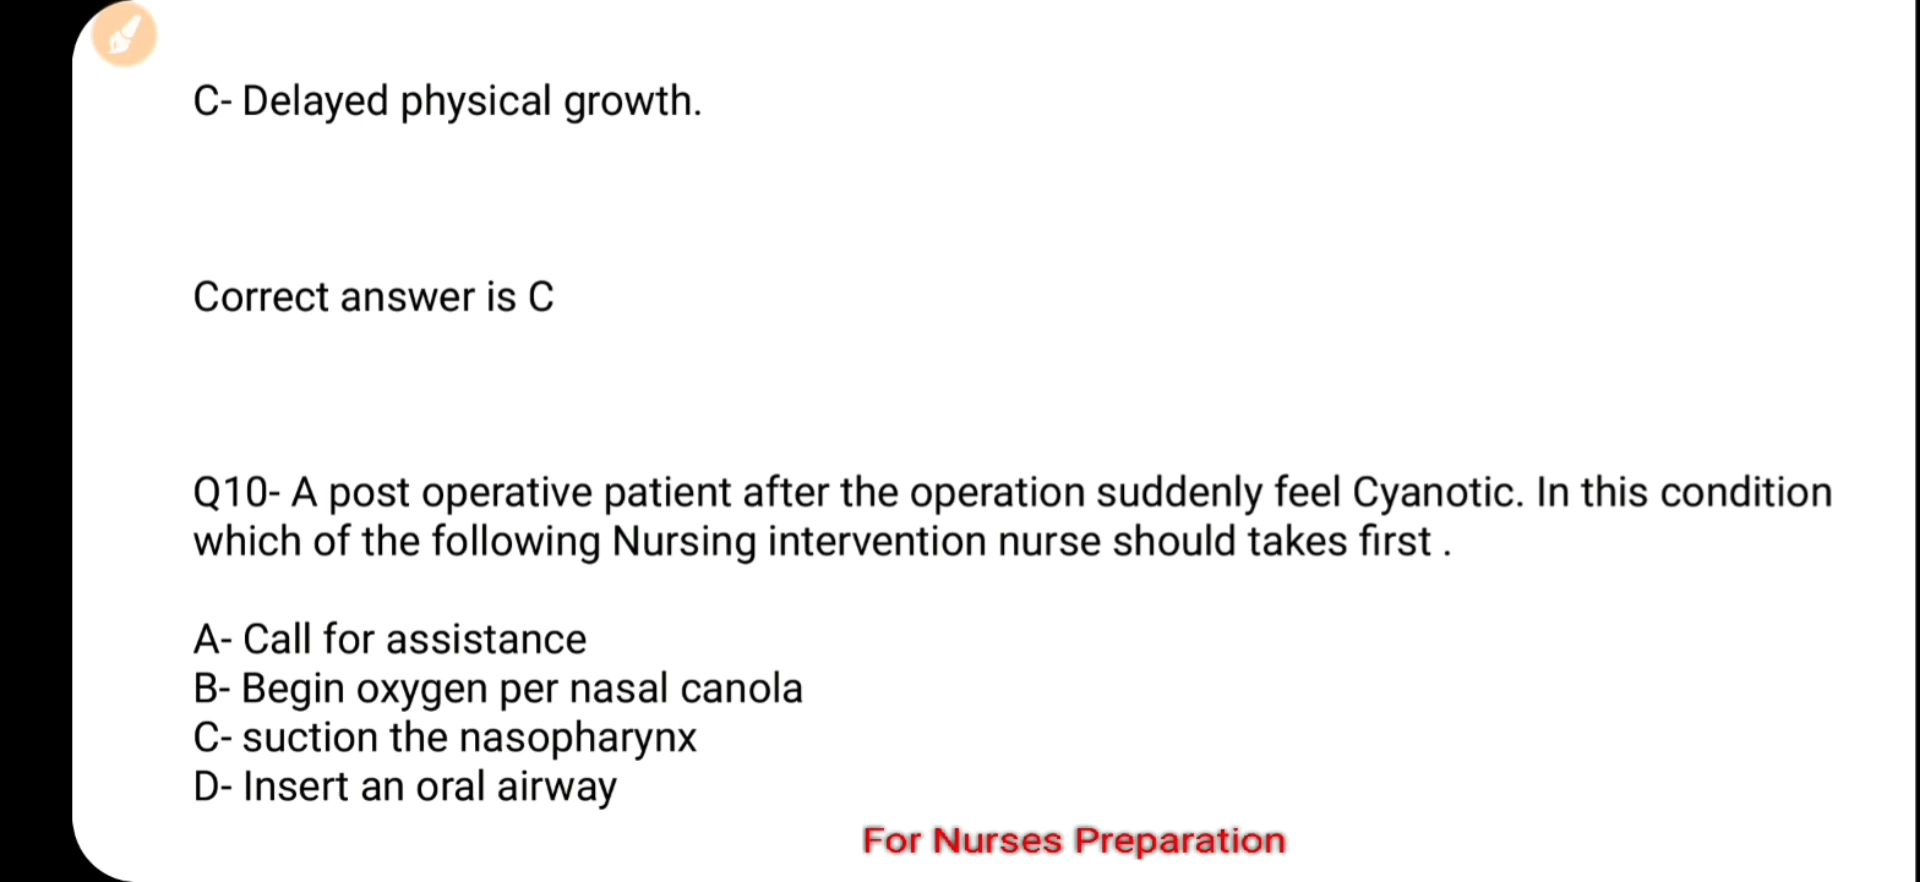 C- Delayed physical growth.
Correct answer is C
Q10- A post operative patient after the operation suddenly feel Cyanotic. In this condition
which of the following Nursing intervention nurse should takes first .
A- Call for assistance
B- Begin oxygen per nasal canola
C- suction the nasopharynx
D- Insert an oral airway
For Nurses Preparation